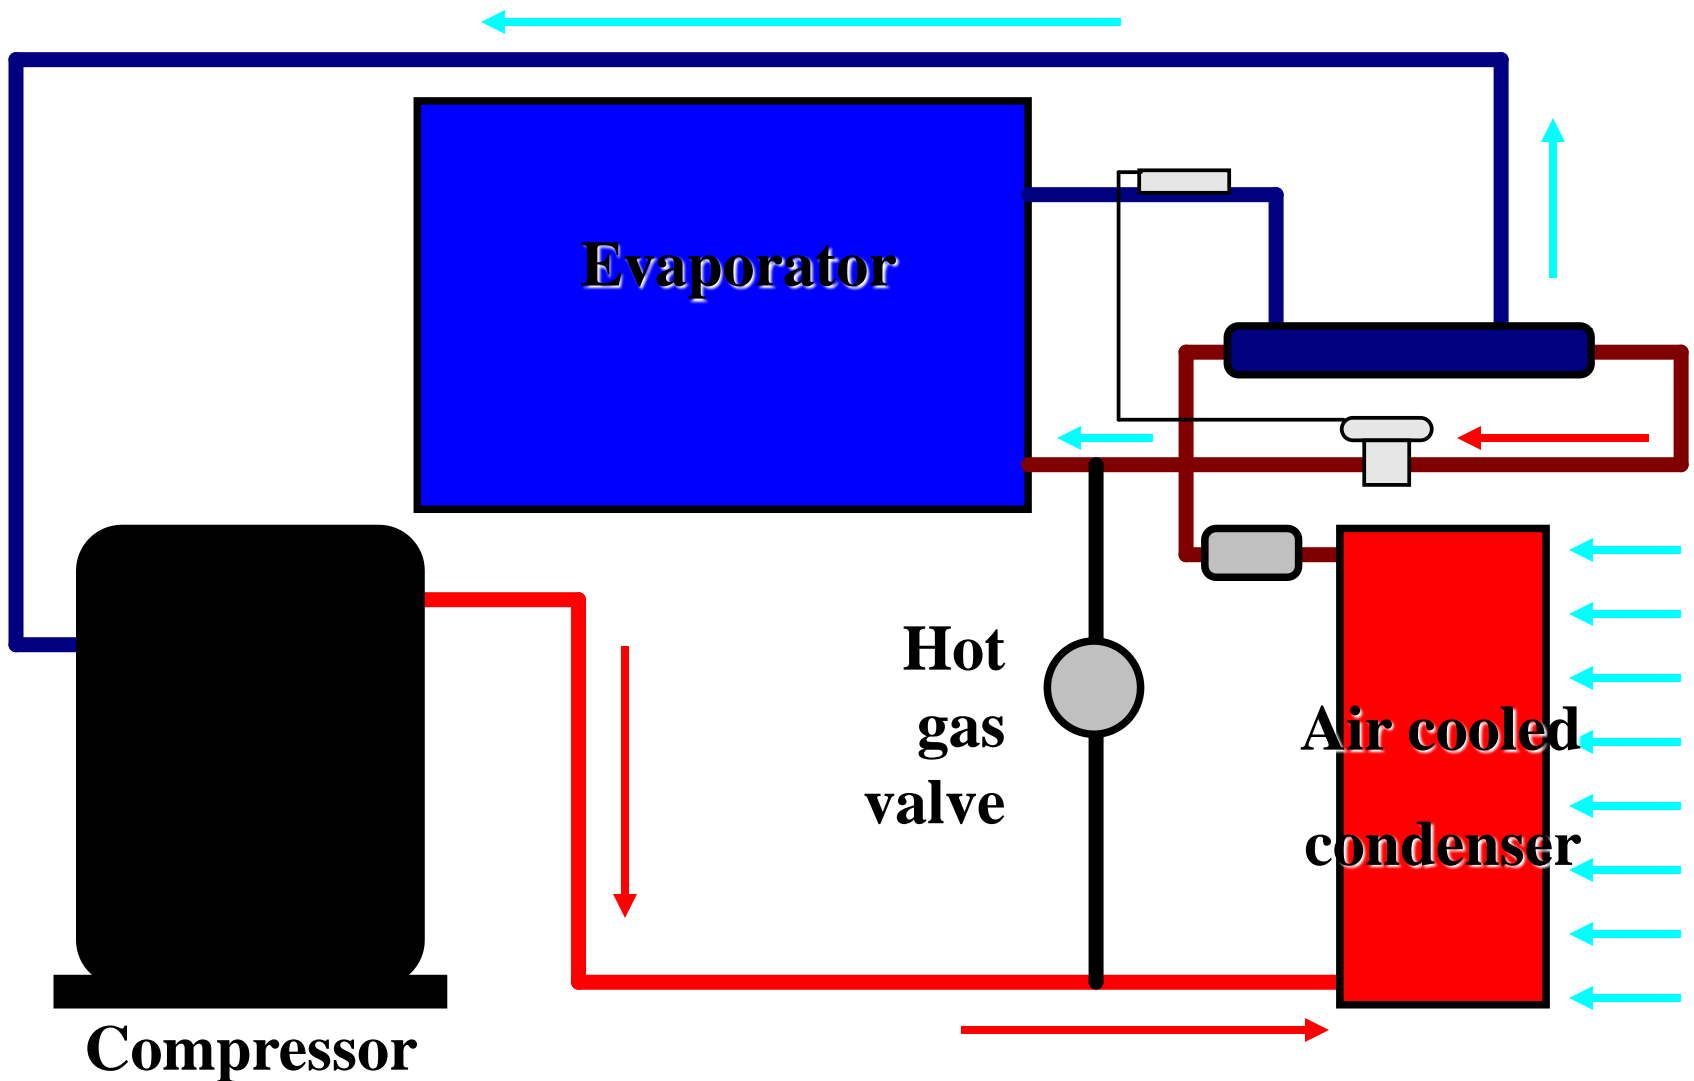 Evaporator
Hot
gas
valve
Air cooled
condenser
Compressor